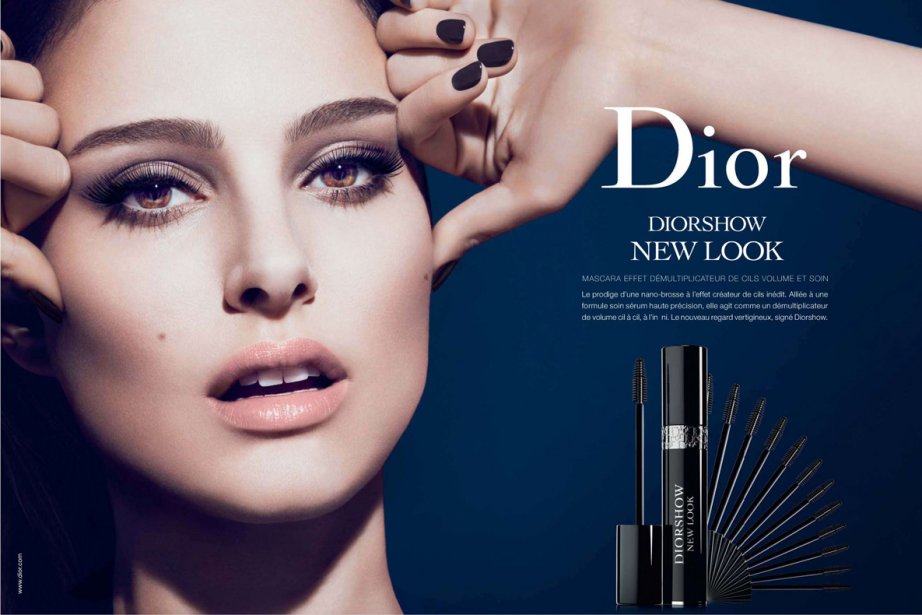 Dior
DIORSHOW
NEW LOOK
MASCARA EFFET DÉMULTIPLICATEUR DE CILS VOLUME ET SOIN
Le prodige d'une nano-brosse à l'effet créateur de cils inédit. Alliée à une
formule soin sérum haute précision, elle agit comme un démultiplicateur
de volume cil à cil, à l'in ni. Le nouveau regard vertigineux, signé Diorshow.
DIORSHOW
NEW LOOK
www.dior.com